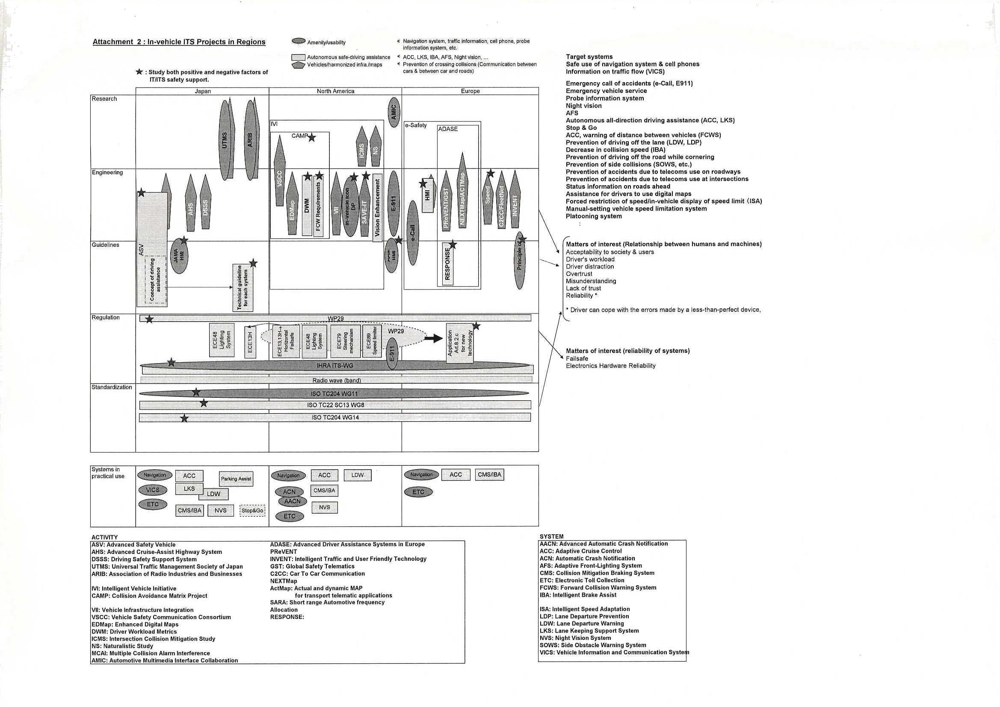 Attachment 2 : In-vehicle ITS Projects in Regions
Amenity/usability
< Navigation system, traffic information, cell phone, probe
information system, etc.
Autonomous safe-driving assistance
< ACC, LKS, IBA, AFS, Night vision, ...
Vehicles/harmonized infra./maps
< Prevention of crossing collisions (Communication between
cars & between car and roads)
★ : Study both positive and negative factors of
IT/ITS safety support.
Japan
North America
Europe
Research
UTMS
ARIB
AMIC
IVI
CAMP
ICMS
NS
e-Safety
ADASE
Engineering
AHS
DSSS
VSCC
EDMap
DWM
FCW Requirements
VII
In-Vehicle Icon
DP
SAVE-IT
Vision Enhancement
E-911
e-Call
HMI
PReVENT/GST
NEXTMap/ACTMap
Speed
C2CC/FleetNet
INVENT
Guidelines
ASV
Concept of driving
assistance
JAMA
HMI
Technical guideline
for each system
HMI
RESPONSE
Principle of
Regulation
WP29
ECE48
Lighting
System
ECE13H
ECE13,13H→
Horizontal
Failsafe
ECE48
Lighting
System
ECE79
Steering
mechanism
ECE89
Speed limiter
WP29
E-911
Application
Art.8.2.c
for new
technology
IHRA ITS-WG
Radio wave (band)
Standardization
ISO TC204 WG11
ISO TC22 SC13 WG8
ISO TC204 WG14
Systems in
practical use
Navigation
ACC
Parking Assist
VICS
LKS
LDW
ETC
CMS/IBA
NVS
Stop&Go
Navigation
ACC
LDW
ACN
CMS/IBA
AACN
NVS
ETC
Navigation
ACC
CMS/IBA
ETC
Target systems
Safe use of navigation system & cell phones
Information on traffic flow (VICS)
Emergency call of accidents (e-Call, E911)
Emergency vehicle service
Probe information system
Night vision
AFS
Autonomous all-direction driving assistance (ACC, LKS)
Stop & Go
ACC, warning of distance between vehicles (FCWS)
Prevention of driving off the lane (LDW, LDP)
Decrease in collision speed (IBA)
Prevention of driving off the road while cornering
Prevention of side collisions (SOWS, etc.)
Prevention of accidents due to telecoms use on roadways
Prevention of accidents due to telecoms use at intersections
Status information on roads ahead
Assistance for drivers to use digital maps
Forced restriction of speed/in-vehicle display of speed limit (ISA)
Manual-setting vehicle speed limitation system
Platooning system
:
Matters of interest (Relationship between humans and machines)
Acceptability to society & users
Driver's workload
Driver distraction
Overtrust
Misunderstanding
Lack of trust
Reliability *
* Driver can cope with the errors made by a less-than-perfect device,
Matters of interest (reliability of systems)
Failsafe
Electronics Hardware Reliability
ACTIVITY
ASV: Advanced Safety Vehicle
AHS: Advanced Cruise-Assist Highway System
DSSS: Driving Safety Support System
UTMS: Universal Traffic Management Society of Japan
ARIB: Association of Radio Industries and Businesses
IVI: Intelligent Vehicle Initiative
CAMP: Collision Avoidance Matrix Project
VII: Vehicle Infrastructure Integration
VSCC: Vehicle Safety Communication Consortium
EDMap: Enhanced Digital Maps
DWM: Driver Workload Metrics
ICMS: Intersection Collision Mitigation Study
NS: Naturalistic Study
MCAI: Multiple Collision Alarm Interference
AMIC: Automotive Multimedia Interface Collaboration
ADASE: Advanced Driver Assistance Systems in Europe
PReVENT
INVENT: Intelligent Traffic and User Friendly Technology
GST: Global Safety Telematics
C2CC: Car To Car Communication
NEXTMap
ActMap: Actual and dynamic MAP
for transport telematic applications
SARA: Short range Automotive frequency
Allocation
RESPONSE:
SYSTEM
AACN: Advanced Automatic Crash Notification
ACC: Adaptive Cruise Control
ACN: Automatic Crash Notification
AFS: Adaptive Front-Lighting System
CMS: Collision Mitigation Braking System
ETC: Electronic Toll Collection
FCWS: Forward Collision Warning System
IBA: Intelligent Brake Assist
ISA: Intelligent Speed Adaptation
LDP: Lane Departure Prevention
LDW: Lane Departure Warning
LKS: Lane Keeping Support System
NVS: Night Vision System
SOWS: Side Obstacle Warning System
VICS: Vehicle Information and Communication System